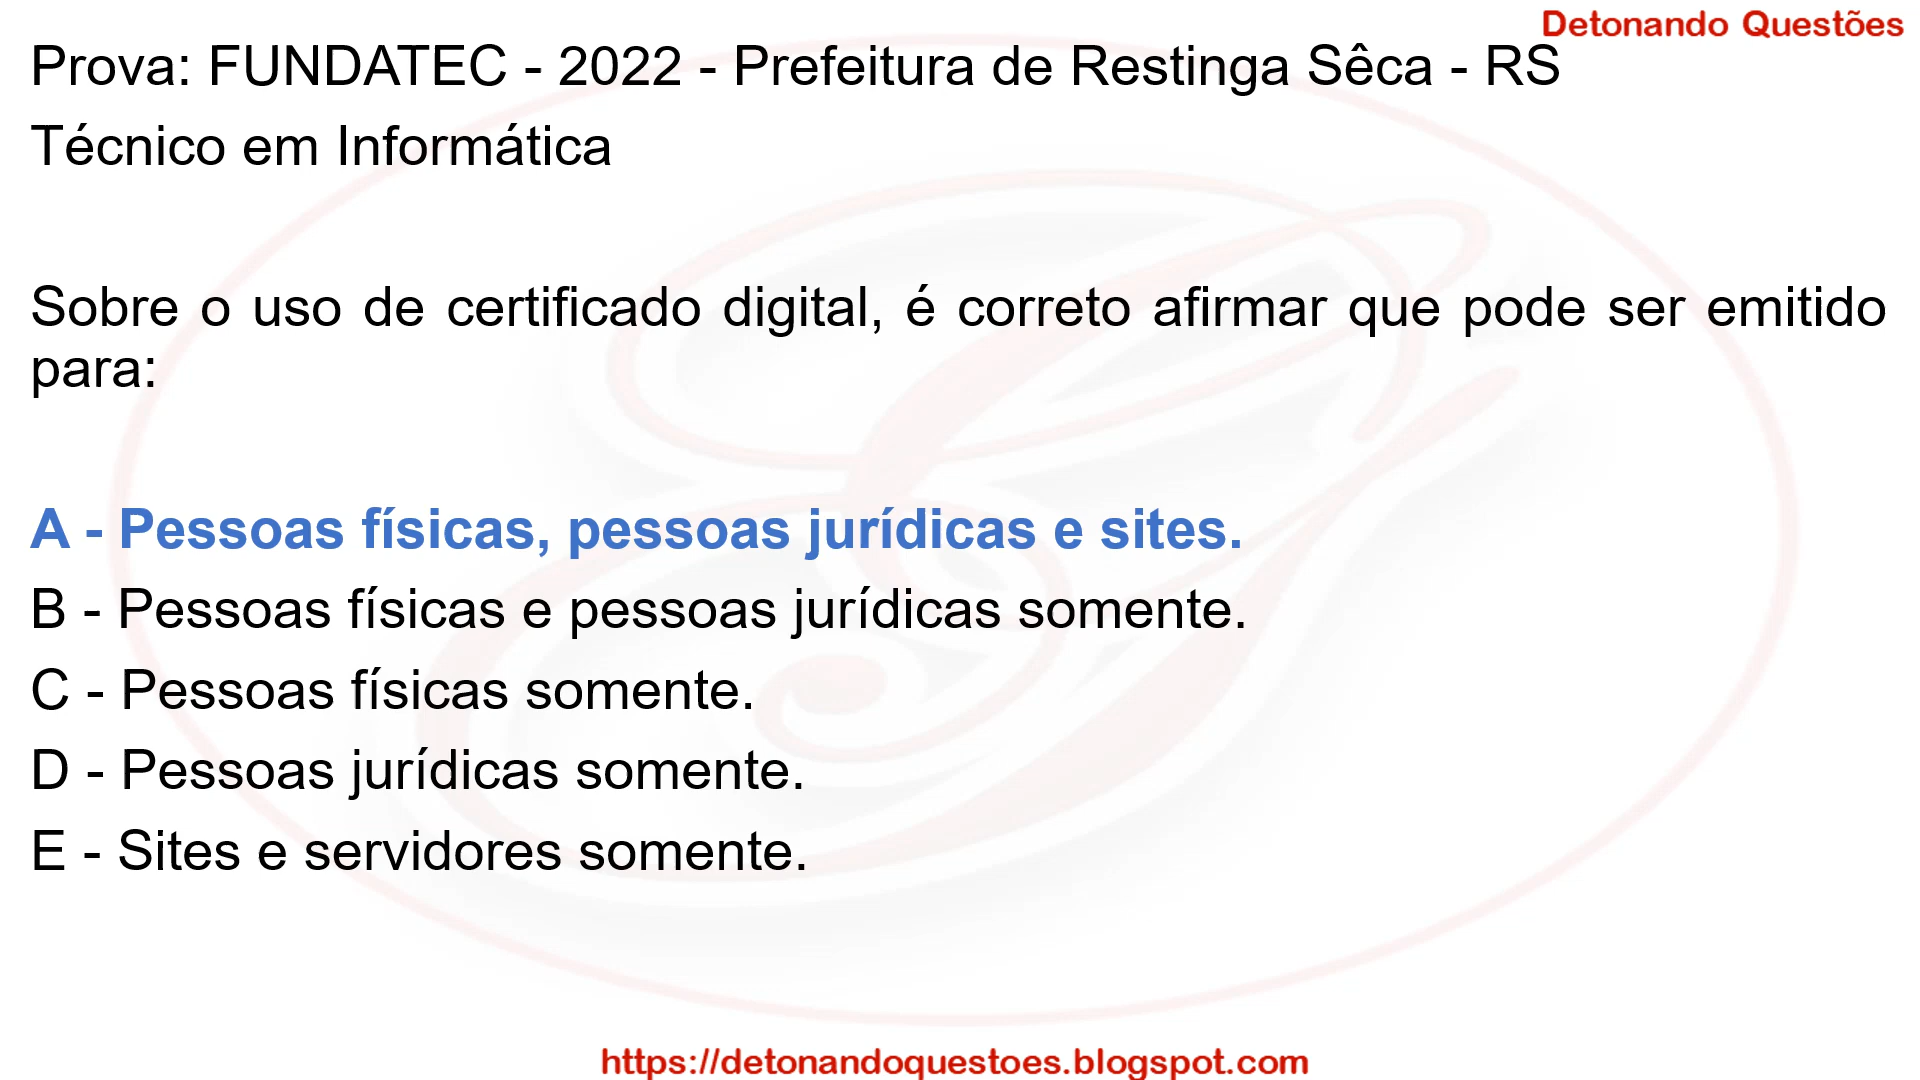 Detonando Questões
Prova: FUNDATEC - 2022 - Prefeitura de Restinga Sêca - RS
Técnico em Informática
Sobre o uso de certificado digital, é correto afirmar que pode ser emitido
para:
A - Pessoas físicas, pessoas jurídicas e sites.
B - Pessoas físicas e pessoas jurídicas somente.
C - Pessoas físicas somente.
D - Pessoas jurídicas somente.
E - Sites e servidores somente.
https://detonandoquestoes.blogspot.com